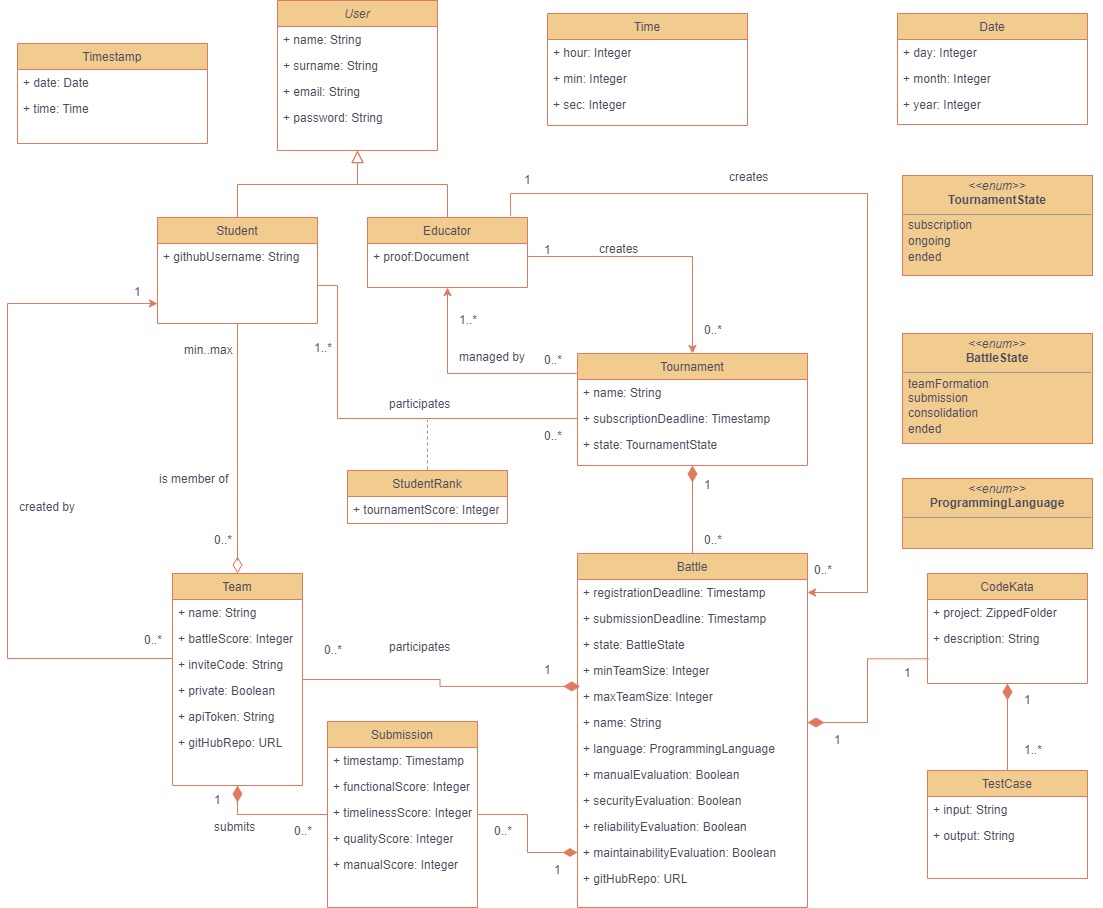 User
+ name: String
+ surname: String
+ email: String
+ password: String
Time
+ hour: Integer
+ min: Integer
+ sec: Integer
Date
+ day: Integer
+ month: Integer
+ year: Integer
Timestamp
+ date: Date
+ time: Time
1
creates
<<enum>>
TournamentState
subscription
ongoing
ended
Student
+ githubUsername: String
Educator
+ proof:Document
1
creates
1
min..max
1..*
1..*
0..*
managed by
0..*
<<enum>>
BattleState
teamFormation
submission
consolidation
ended
Tournament
+ name: String
+ subscriptionDeadline: Timestamp
+ state: TournamentState
participates
0..*
StudentRank
+ tournamentScore: Integer
is member of
created by
1
0..*
0..*
<<enum>>
ProgrammingLanguage
Team
+ name: String
+ battleScore: Integer
+ inviteCode: String
+ private: Boolean
+ apiToken: String
+ gitHubRepo: URL
0..*
0..*
participates
1
Battle
+ registrationDeadline: Timestamp
+ submissionDeadline: Timestamp
+ state: BattleState
+ minTeamSize: Integer
+ maxTeamSize: Integer
+ name: String
+ language: ProgrammingLanguage
+ manualEvaluation: Boolean
+ securityEvaluation: Boolean
+ reliabilityEvaluation: Boolean
+ maintainabilityEvaluation: Boolean
+ gitHubRepo: URL
0..*
CodeKata
+ project: ZippedFolder
+ description: String
1
1
1
1..*
TestCase
+ input: String
+ output: String
Submission
+ timestamp: Timestamp
+ functionalScore: Integer
+ timelinessScore: Integer
+ qualityScore: Integer
+ manualScore: Integer
1
submits
0..*
0..*
1